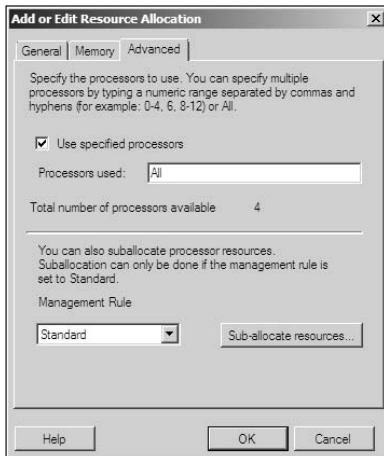 Add or Edit Resource Allocation
General Memory Advanced
Specify the processors to use. You can specify multiple
processors by typing a numeric range separated by commas and
hyphens (for example: 0-4, 6, 8-12) or All.
Use specified processors
Processors used: All
Total number of processors available 4
You can also suballocate processor resources.
Suballocation can only be done if the management rule is
set to Standard.
Management Rule
Standard Sub-allocate resources...
Help OK Cancel